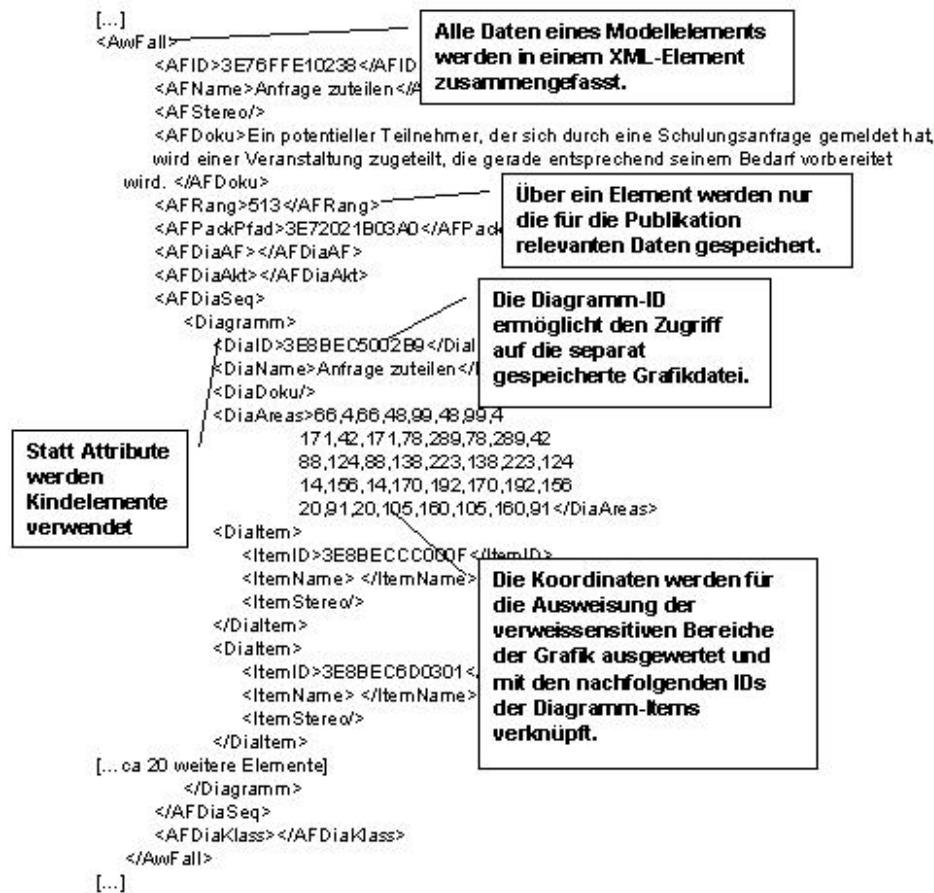 [...]
<AwFall>
Alle Daten eines Modellelements
werden in einem XML-Element
zusammengefasst.
<AFID>3E76FFE10238</AFID
<AFName>Anfrage zuteilen</A
<AFStereo/>
<AFDoku>Ein potentieller Teilnehmer, der sich durch eine Schulungsanfrage gemeldet hat,
wird einer Veranstaltung zugeteilt, die gerade entsprechend seinem Bedarf vorbereitet
wird. </AFDoku>
<AFRang>513</AFRang>
<AFPackPfad>3E72021B03A0</AFPack
Über ein Element werden nur
die für die Publikation
relevanten Daten gespeichert.
<AFDiaAF></AFDiaAF>
<AFDiaAkt></AFDiaAkt>
<AFDiaSeq>
<Diagramm>
<DiaID>3E8BEC5002B9</DiaI
<DiaName>Anfrage zuteilen</
<DiaDoku/>
Die Diagramm-ID
ermöglicht den Zugriff
auf die separat
gespeicherte Grafikdatei.
<DiaAreas>66,4,66,48,99,48,99,4
171,42,171,78,289,78,289,42
88,124,88,138,223,138,223,124
14,156,14,170,192,170,192,156
20,91,20,105,160,105,160,91</DiaAreas>
Statt Attribute
werden
Kindelemente
verwendet
<DiaItem>
<ItemID>3E8BECCC000F</ItemID>
<ItemName> </ItemName>
<ItemStereo/>
</DiaItem>
<DiaItem>
<ItemID>3E8BEC6D0301<
<ItemName> </ItemName>
<ItemStereo/>
</DiaItem>
Die Koordinaten werden für
die Ausweisung der
verweissensitiven Bereiche
der Grafik ausgewertet und
mit den nachfolgenden IDs
der Diagramm-Items
verknüpft.
[... ca 20 weitere Elemente]
</Diagramm>
</AFDiaSeq>
<AFDiaKlass></AFDiaKlass>
</AwFall>
[...]